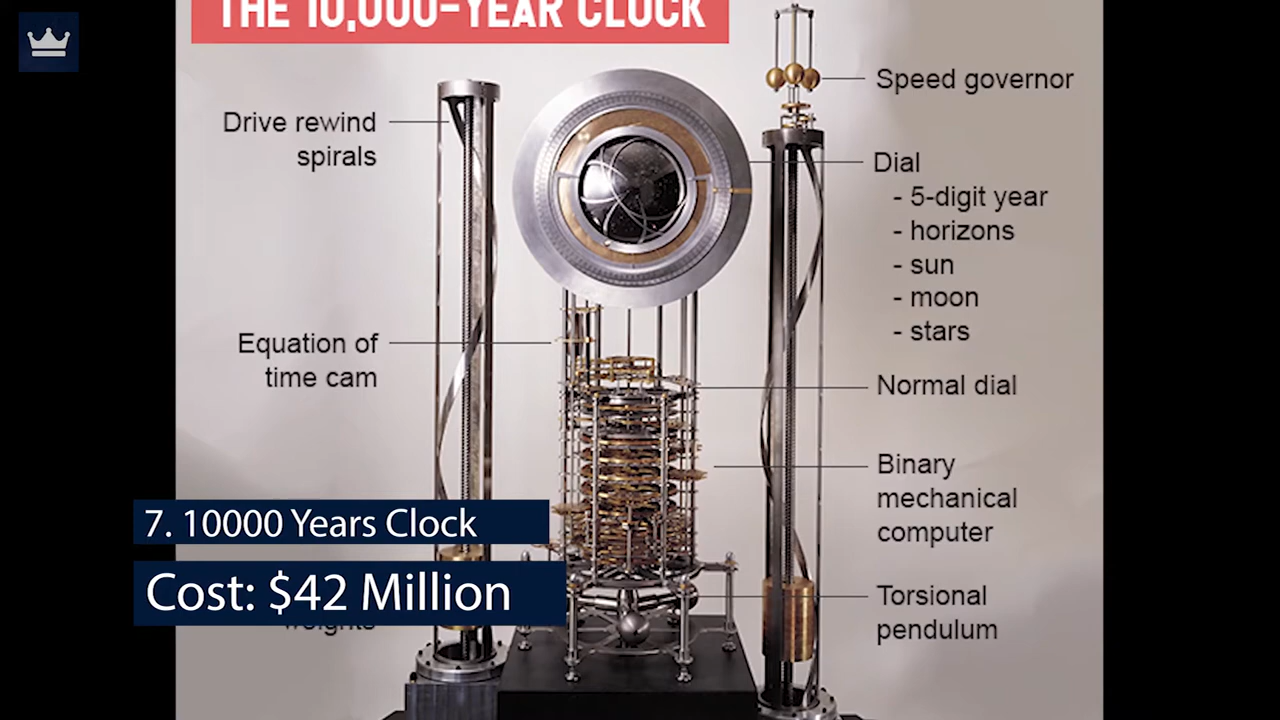 THE 10,000-YEAR CLOCK
Speed governor
Drive rewind
spirals
Dial
- 5-digit year
- horizons
- sun
- moon
- stars
Equation of
time cam
Normal dial
Binary
mechanical
computer
7. 10000 Years Clock
Cost: $42 Million
Torsional
pendulum
weights